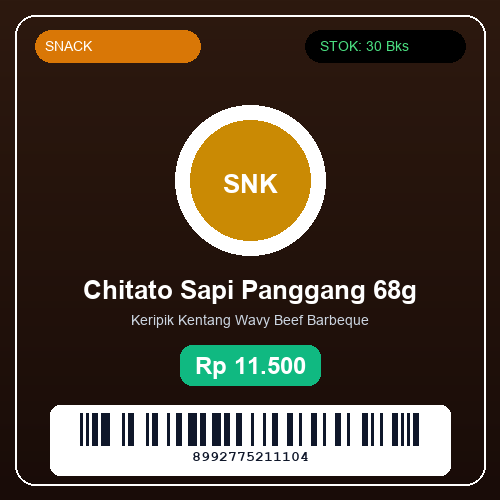 SNACK
STOK: 30 Bks
SNK
Chitato Sapi Panggang 68g
Keripik Kentang Wavy Beef Barbeque
Rp 11.500
8992775211104